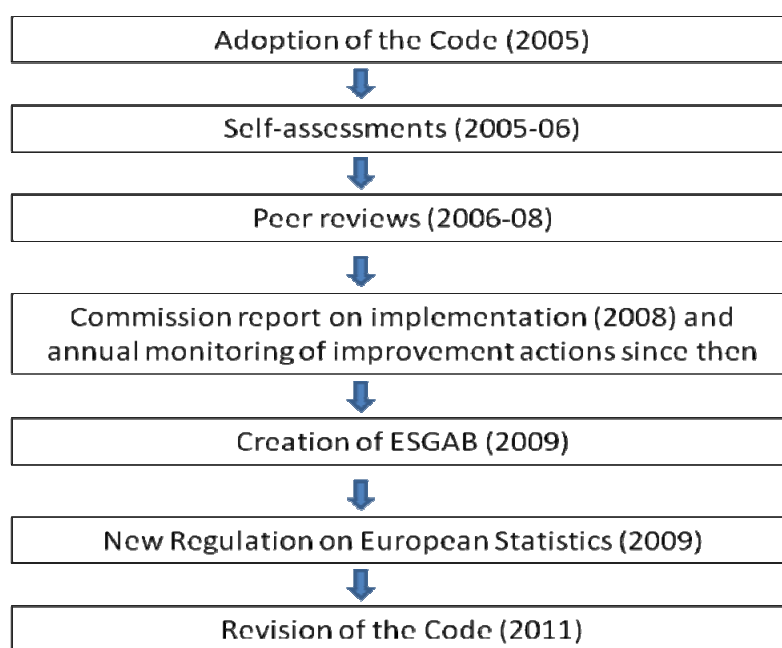 Adoption of the Code (2005)
Self-assessments (2005-06)
Peer reviews (2006-08)
Commission report on implementation (2008) and
annual monitoring of improvement actions since then
Creation of ESGAB (2009)
New Regulation on European Statistics (2009)
Revision of the Code (2011)